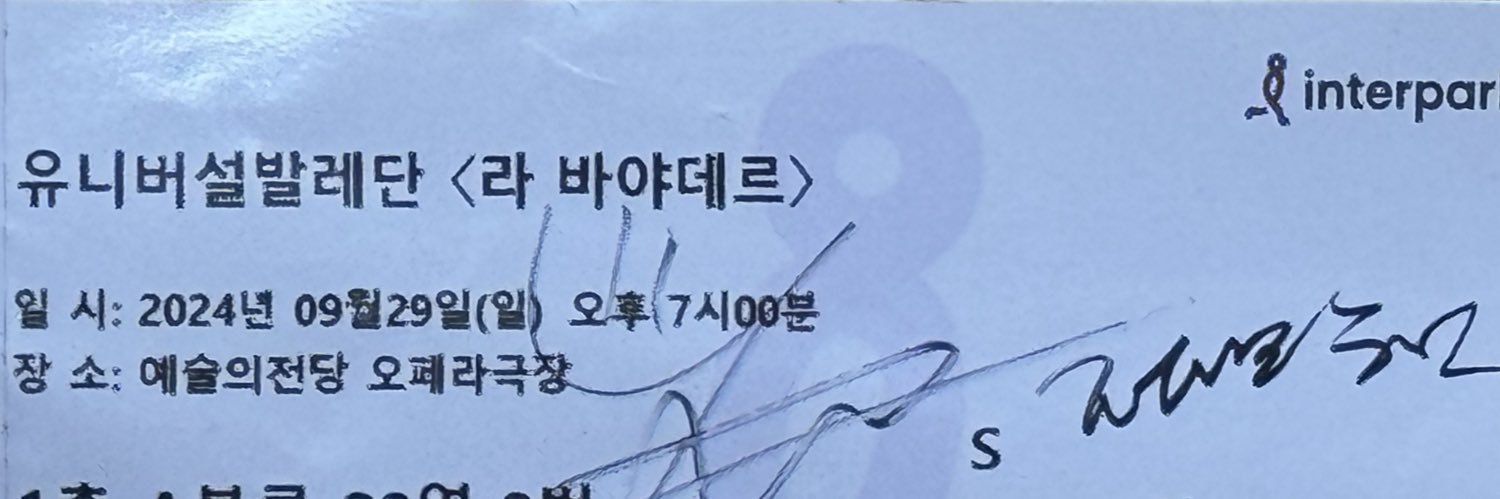 interpar
유니버설발레단 〈라 바야데르〉
일 시: 2024년 09월29일(일) 오후 7시00분
장 소: 예술의전당 오페라극장
S